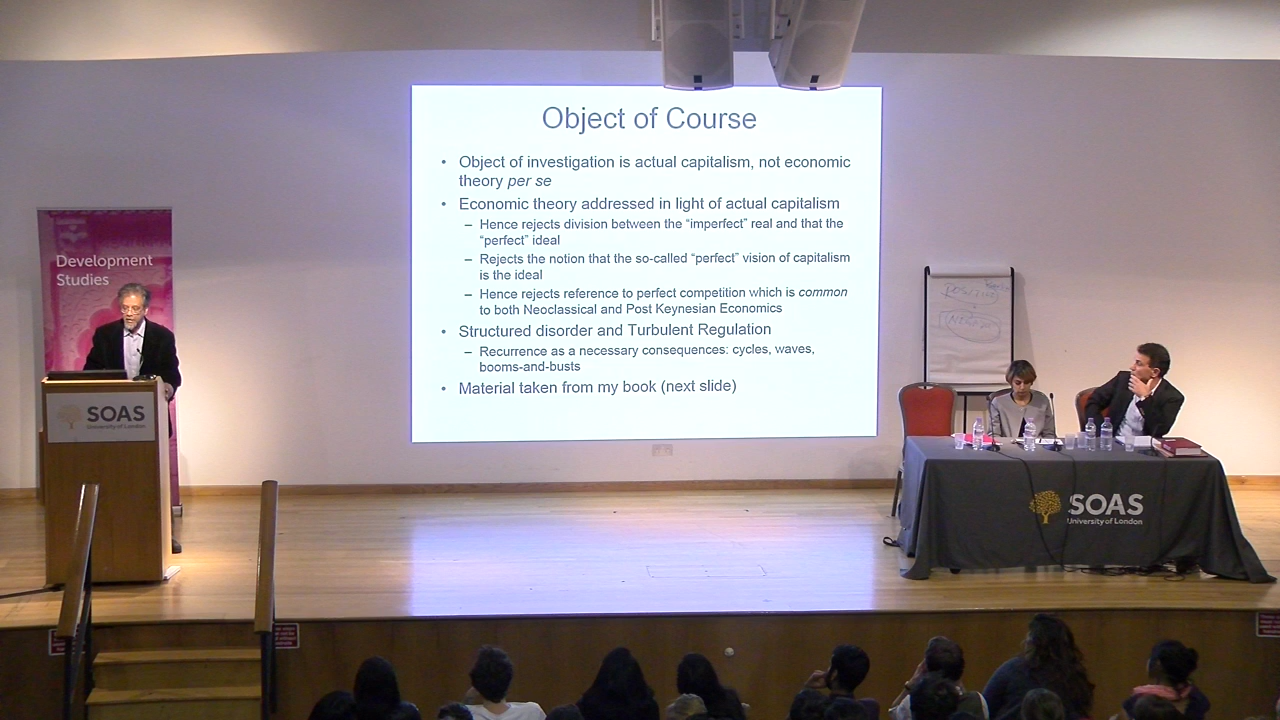 Object of Course
• Object of investigation is actual capitalism, not economic
theory per se
• Economic theory addressed in light of actual capitalism
– Hence rejects division between the “imperfect” real and that the
“perfect” ideal
– Rejects the notion that the so-called “perfect” vision of capitalism
is the ideal
– Hence rejects reference to perfect competition which is common
to both Neoclassical and Post Keynesian Economics
• Structured disorder and Turbulent Regulation
– Recurrence as a necessary consequences: cycles, waves,
booms-and-busts
• Material taken from my book (next slide)
Development
Studies
SOAS
University of London
SOAS
University of London